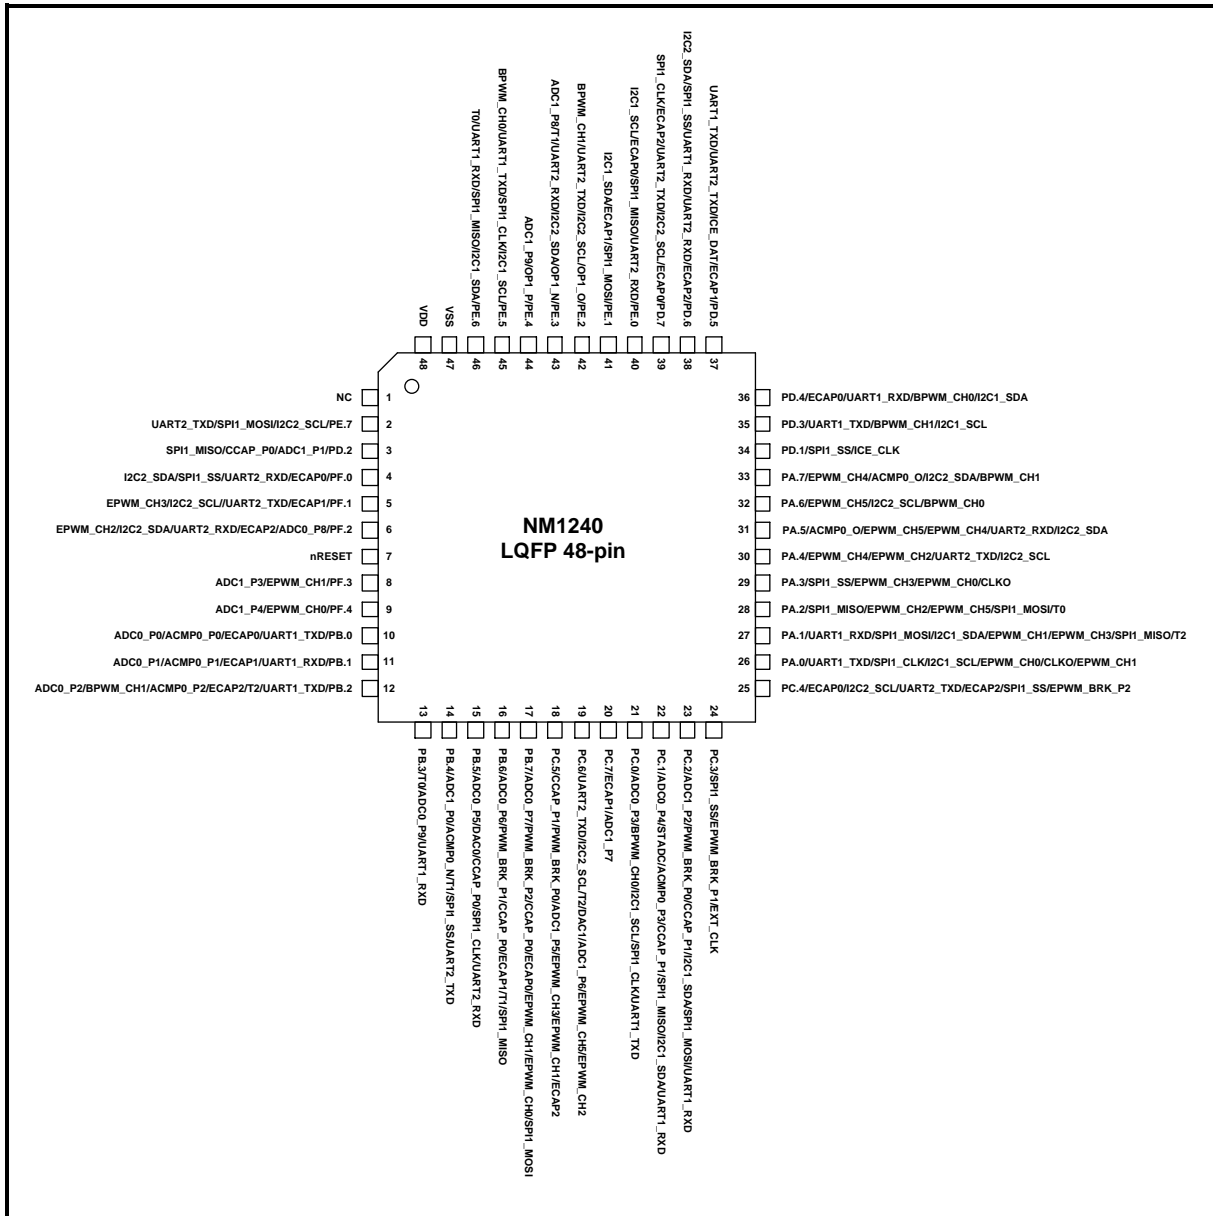 T0/UART1_RXD/SPI1_MISO/I2C1_SDA/PE.6
BPWM_CH0/UART1_TXD/SPI1_CLK/I2C1_SCL/PE.5
ADC1_P9/OP1_P/PE.4
ADC1_P8/T1/UART2_RXD/I2C2_SDA/OP1_N/PE.3
BPWM_CH1/UART2_TXD/I2C2_SCL/OP1_O/PE.2
I2C1_SDA/ECAP1/SPI1_MOSI/PE.1
I2C1_SCL/ECAP0/SPI1_MISO/UART2_RXD/PE.0
SPI1_CLK/ECAP2/UART2_TXD/I2C2_SCL/ECAP0/PD.7
I2C2_SDA/SPI1_SS/UART1_RXD/UART2_RXD/ECAP2/PD.6
UART1_TXD/UART2_TXD/ICE_DAT/ECAP1/PD.5
VDD
VSS
48
47
46
45
44
43
42
41
40
39
38
37
NC 1
UART2_TXD/SPI1_MOSI/I2C2_SCL/PE.7 2
SPI1_MISO/CCAP_P0/ADC1_P1/PD.2 3
I2C2_SDA/SPI1_SS/UART2_RXD/ECAP0/PF.0 4
EPWM_CH3/I2C2_SCL//UART2_TXD/ECAP1/PF.1 5
EPWM_CH2/I2C2_SDA/UART2_RXD/ECAP2/ADC0_P8/PF.2 6
nRESET 7
ADC1_P3/EPWM_CH1/PF.3 8
ADC1_P4/EPWM_CH0/PF.4 9
ADC0_P0/ACMP0_P0/ECAP0/UART1_TXD/PB.0 10
ADC0_P1/ACMP0_P1/ECAP1/UART1_RXD/PB.1 11
ADC0_P2/BPWM_CH1/ACMP0_P2/ECAP2/T2/UART1_TXD/PB.2 12
NM1240
LQFP 48-pin
36 PD.4/ECAP0/UART1_RXD/BPWM_CH0/I2C1_SDA
35 PD.3/UART1_TXD/BPWM_CH1/I2C1_SCL
34 PD.1/SPI1_SS/ICE_CLK
33 PA.7/EPWM_CH4/ACMP0_O/I2C2_SDA/BPWM_CH1
32 PA.6/EPWM_CH5/I2C2_SCL/BPWM_CH0
31 PA.5/ACMP0_O/EPWM_CH5/EPWM_CH4/UART2_RXD/I2C2_SDA
30 PA.4/EPWM_CH4/EPWM_CH2/UART2_TXD/I2C2_SCL
29 PA.3/SPI1_SS/EPWM_CH3/EPWM_CH0/CLKO
28 PA.2/SPI1_MISO/EPWM_CH2/EPWM_CH5/SPI1_MOSI/T0
27 PA.1/UART1_RXD/SPI1_MOSI/I2C1_SDA/EPWM_CH1/EPWM_CH3/SPI1_MISO/T2
26 PA.0/UART1_TXD/SPI1_CLK/I2C1_SCL/EPWM_CH0/CLKO/EPWM_CH1
25 PC.4/ECAP0/I2C2_SCL/UART2_TXD/ECAP2/SPI1_SS/EPWM_BRK_P2
13
14
15
16
17
18
19
20
21
22
23
24
PB.3/T0/ADC0_P9/UART1_RXD
PB.4/ADC1_P0/ACMP0_N/T1/SPI1_SS/UART2_TXD
PB.5/ADC0_P5/DAC0/CCAP_P0/SPI1_CLK/UART2_RXD
PB.6/ADC0_P6/PWM_BRK_P1/CCAP_P0/ECAP1/T1/SPI1_MISO
PB.7/ADC0_P7/PWM_BRK_P2/CCAP_P0/ECAP0/EPWM_CH1/EPWM_CH0/SPI1_MOSI
PC.5/CCAP_P1/PWM_BRK_P0/ADC1_P5/EPWM_CH3/EPWM_CH1/ECAP2
PC.6/UART2_TXD/I2C2_SCL/T2/DAC1/ADC1_P6/EPWM_CH5/EPWM_CH2
PC.7/ECAP1/ADC1_P7
PC.0/ADC0_P3/BPWM_CH0/I2C1_SCL/SPI1_CLK/UART1_TXD
PC.1/ADC0_P4/STADC/ACMP0_P3/CCAP_P1/SPI1_MISO/I2C1_SDA/UART1_RXD
PC.2/ADC1_P2/PWM_BRK_P0/CCAP_P1/I2C1_SDA/SPI1_MOSI/UART1_RXD
PC.3/SPI1_SS/EPWM_BRK_P1/EXT_CLK